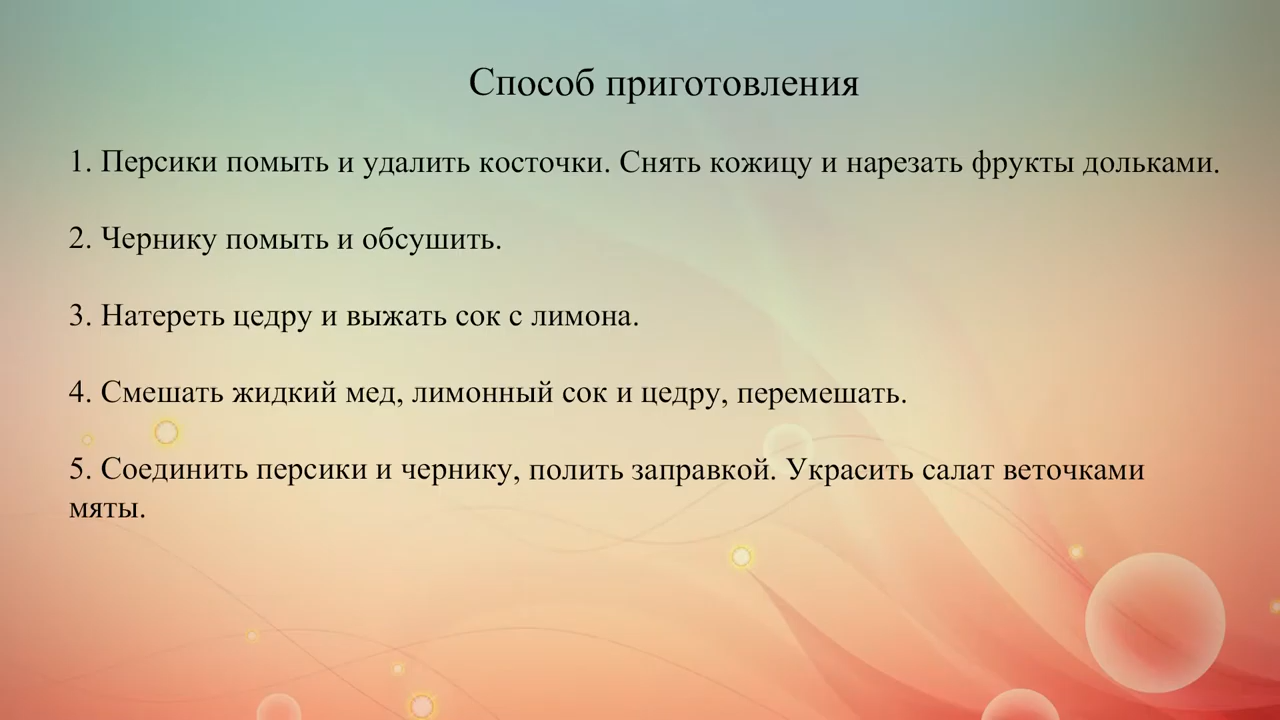 Способ приготовления
1. Персики помыть и удалить косточки. Снять кожицу и нарезать фрукты дольками.
2. Чернику помыть и обсушить.
3. Натереть цедру и выжать сок с лимона.
4. Смешать жидкий мед, лимонный сок и цедру, перемешать.
5. Соединить персики и чернику, полить заправкой. Украсить салат веточками
мяты.